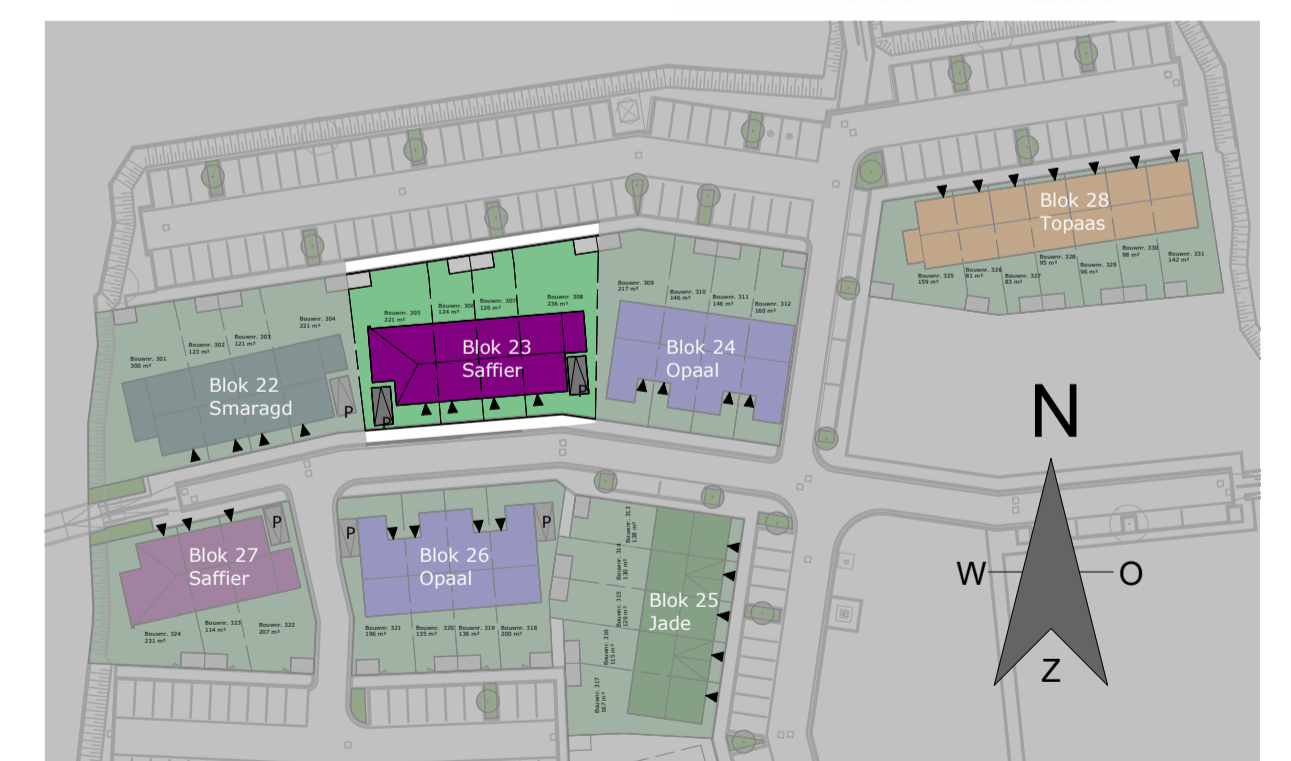 Blok 28
Topaas
Bouwnr. 325
159 m²
Bouwnr. 326
81 m²
Bouwnr. 327
83 m²
Bouwnr. 328
95 m²
Bouwnr. 329
96 m²
Bouwnr. 330
98 m²
Bouwnr. 331
142 m²
Bouwnr. 301
300 m²
Bouwnr. 302
123 m²
Bouwnr. 303
121 m²
Bouwnr. 304
221 m²
Blok 22
Smaragd
P
Bouwnr. 305
221 m²
Bouwnr. 306
124 m²
Bouwnr. 307
126 m²
Bouwnr. 308
236 m²
Blok 23
Saffier
P
P
Bouwnr. 309
217 m²
Bouwnr. 310
146 m²
Bouwnr. 311
146 m²
Bouwnr. 312
160 m²
Blok 24
Opaal
N
W
O
Z
P
Blok 27
Saffier
Bouwnr. 324
231 m²
Bouwnr. 323
114 m²
Bouwnr. 322
207 m²
P
P
Blok 26
Opaal
Bouwnr. 321
196 m²
Bouwnr. 320
135 m²
Bouwnr. 319
136 m²
Bouwnr. 318
200 m²
Bouwnr. 313
128 m²
Bouwnr. 314
130 m²
Bouwnr. 315
129 m²
Bouwnr. 316
115 m²
Bouwnr. 317
167 m²
Blok 25
Jade